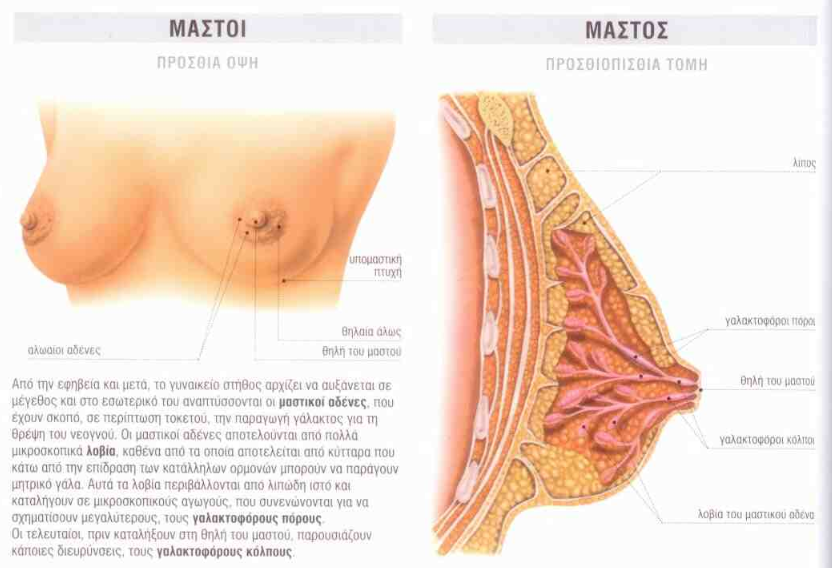 ΜΑΣΤΟΙ
ΠΡΟΣΘΙΑ ΟΨΗ
υπομαστική
πτυχή
θηλαία άλως
αλωαίοι αδένες
θηλή του μαστού
Από την εφηβεία και μετά, το γυναικείο στήθος αρχίζει να αυξάνεται σε
μέγεθος και στο εσωτερικό του αναπτύσσονται οι μαστικοί αδένες, που
έχουν σκοπό, σε περίπτωση τοκετού, την παραγωγή γάλακτος για τη
θρέψη του νεογνού. Οι μαστικοί αδένες αποτελούνται από πολλά
μικροσκοπικά λοβία, καθένα από τα οποία αποτελείται από κύτταρα που
κάτω από την επίδραση των κατάλληλων ορμονών μπορούν να παράγουν
μητρικό γάλα. Αυτά τα λοβία περιβάλλονται από λιπώδη ιστό και
καταλήγουν σε μικροσκοπικούς αγωγούς, που συνενώνονται για να
σχηματίσουν μεγαλύτερους, τους γαλακτοφόρους πόρους.
Οι τελευταίοι, πριν καταλήξουν στη θηλή του μαστού, παρουσιάζουν
κάποιες διευρύνσεις, τους γαλακτοφόρους κόλπους.
ΜΑΣΤΟΣ
ΠΡΟΣΘΙΟΠΙΣΘΙΑ ΤΟΜΗ
λίπος
γαλακτοφόροι πόροι
θηλή του μαστού
γαλακτοφόροι κόλποι
λοβία του μαστικού αδένα